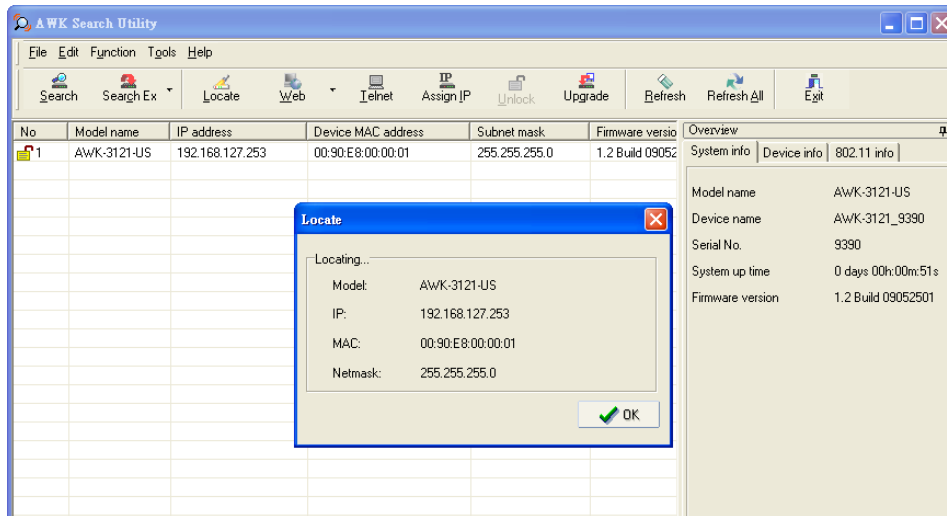 AWK Search Utility
File Edit Function Tools Help
Search Search Ex Locate Web Telnet Assign IP Unlock Upgrade Refresh Refresh All Exit
IP
No Model name IP address Device MAC address Subnet mask Firmware versio
1 AWK-3121-US 192.168.127.253 00:90:E8:00:00:01 255.255.255.0 1.2 Build 09052
Overview
System info Device info 802.11 info
Model name AWK-3121-US
Device name AWK-3121_9390
Serial No. 9390
System up time 0 days 00h:00m:51s
Firmware version 1.2 Build 09052501
Locate
Locating...
Model: AWK-3121-US
IP: 192.168.127.253
MAC: 00:90:E8:00:00:01
Netmask: 255.255.255.0
OK